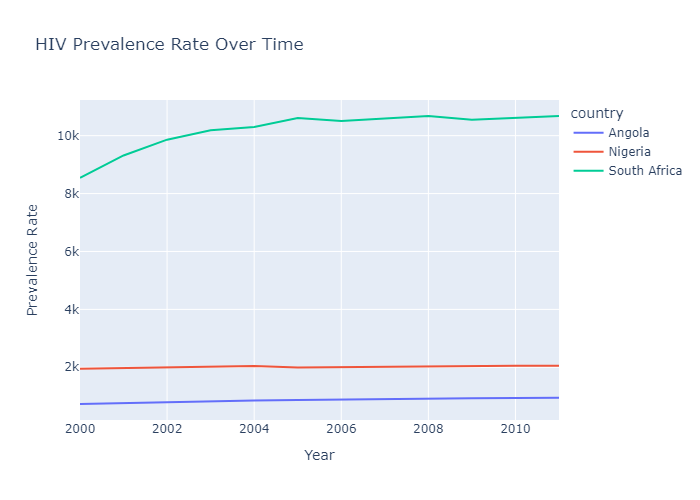 HIV Prevalence Rate Over Time
country
Angola
Nigeria
South Africa
10k
8k
6k
4k
2k
Prevalence Rate
2000 2002 2004 2006 2008 2010
Year